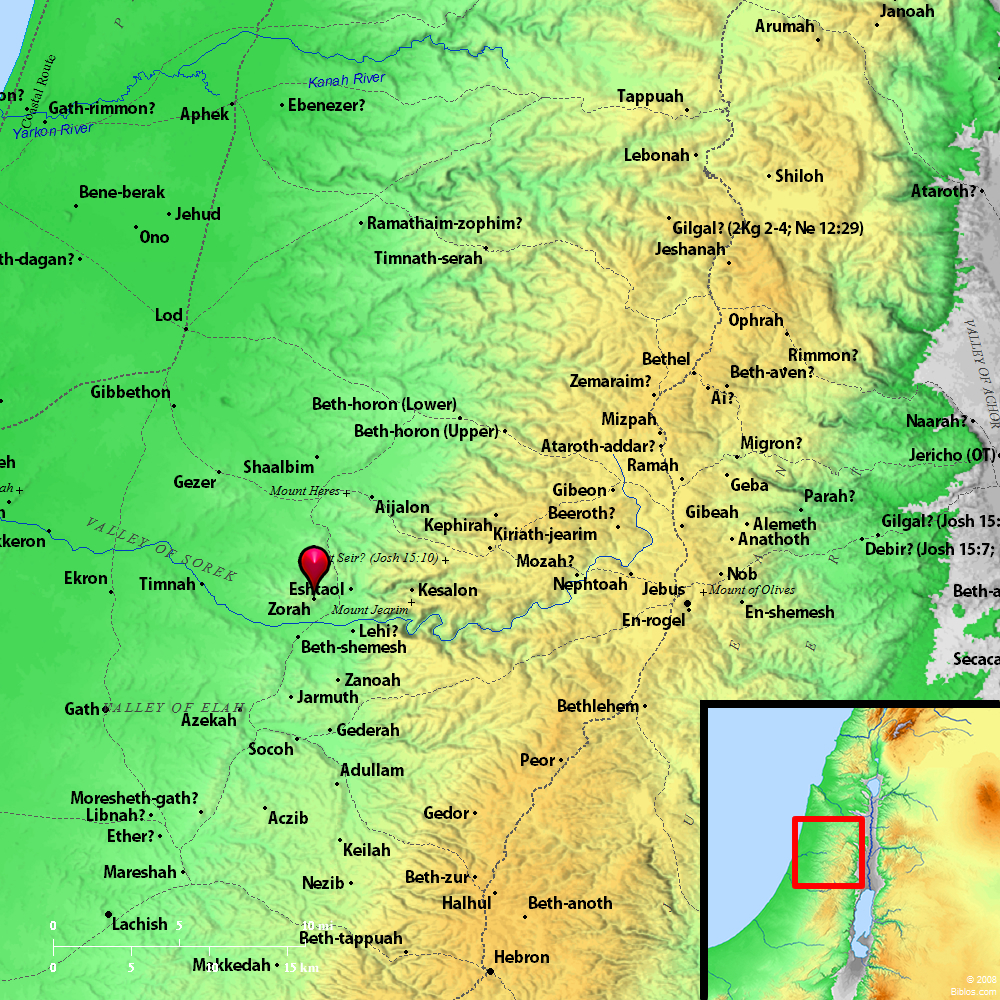 Janoah
Arumah
P
Coastal Route
Kanah River
on?
Gath-rimmon?
Aphek
Ebenezer?
Tappuah
Yarkon River
Lebonah
Shiloh
Bene-berak
Ataroth?
Jehud
Ono
Ramathaim-zophim?
Gilgal? (2Kg 2-4; Ne 12:29)
th-dagan?
Timnath-serah
Jeshanah
Lod
Ophrah
VALLEY OF ACHOR
Rimmon?
Bethel
Beth-aven?
Zemaraim?
Gibbethon
Ai?
Beth-horon (Lower)
Mizpah
Naarah?
Beth-horon (Upper)
Ataroth-addar?
Migron?
Jericho (OT)
eh
Shaalbim
Ramah
Gezer
Mount Heres
Gibeon
Geba
ah
Aijalon
Parah?
Beeroth?
Gibeah
Kephirah
Alemeth
Gilgal? (Josh 15:
Kiriath-jearim
Anathoth
kkeron
VALLEY OF SOREK
Debir? (Josh 15:7;
t Seir? (Josh 15:10)
Mozah?
Ekron
Timnah
Eshtaol
Kesalon
Nephtoah
Nob
Jebus
Mount of Olives
Beth-a
Zorah
Mount Jearim
En-rogel
En-shemesh
Lehi?
Beth-shemesh
Secaca
Zanoah
Jarmuth
Gath
VALLEY OF ELAH
Azekah
Bethlehem
Gederah
Socoh
Peor
Adullam
Moresheth-gath?
Libnah?
Aczib
Gedor
Ether?
Keilah
Mareshah
Nezib
Beth-zur
Halhul
Beth-anoth
Lachish
0
5
10 mi
Beth-tappuah
Hebron
0
5
10
15 km
Makkedah
© 2008
Biblos.com